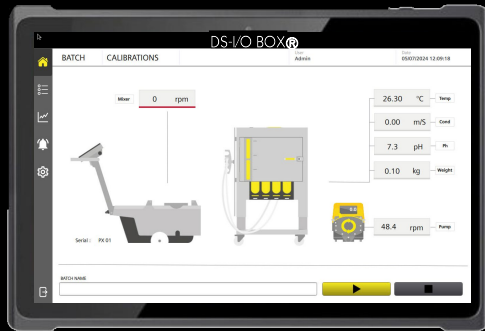 DS-I/O BOX®
BATCH CALIBRATIONS
User
Admin
Date
05/07/2024 12:09:18
Mixer 0 rpm
26.30 °C Temp
0.00 m/S Cond
7.3 pH Ph
0.10 kg Weight
48.4 rpm Pump
Serial : PX 01
BATCH NAME